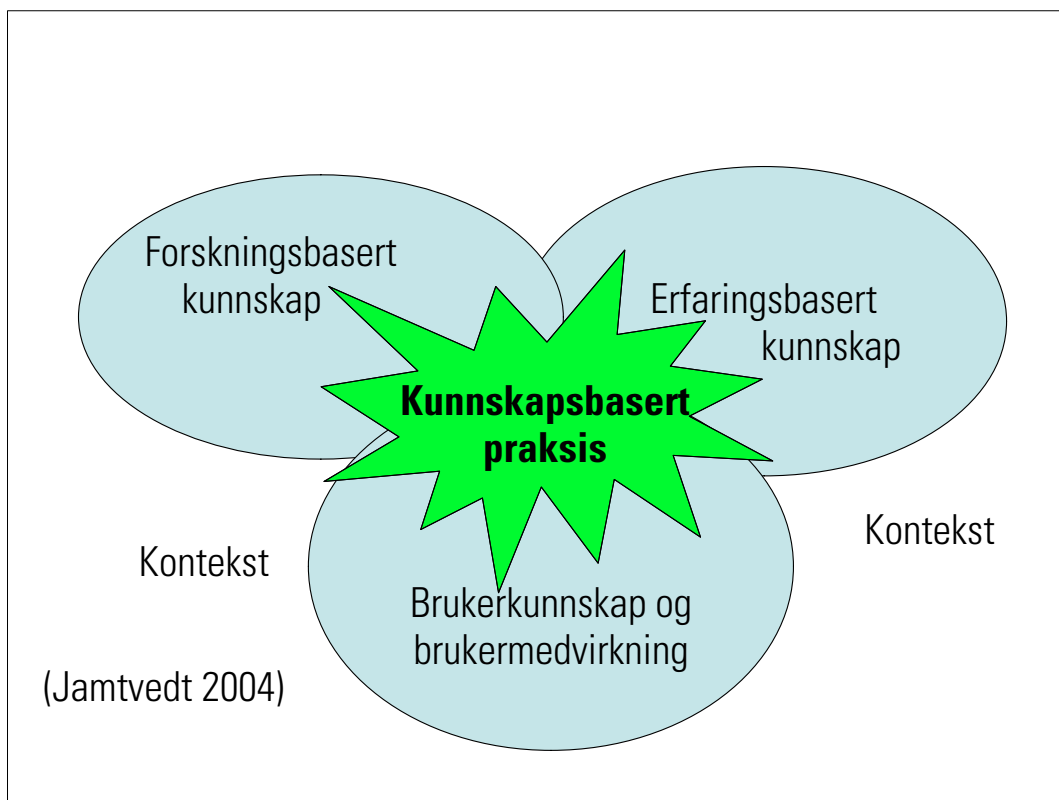 Forskningsbasert
kunnskap
Erfaringsbasert
kunnskap
Kunnskapsbasert
praksis
Kontekst
Kontekst
Brukerkunnskap og
brukermedvirkning
(Jamtvedt 2004)